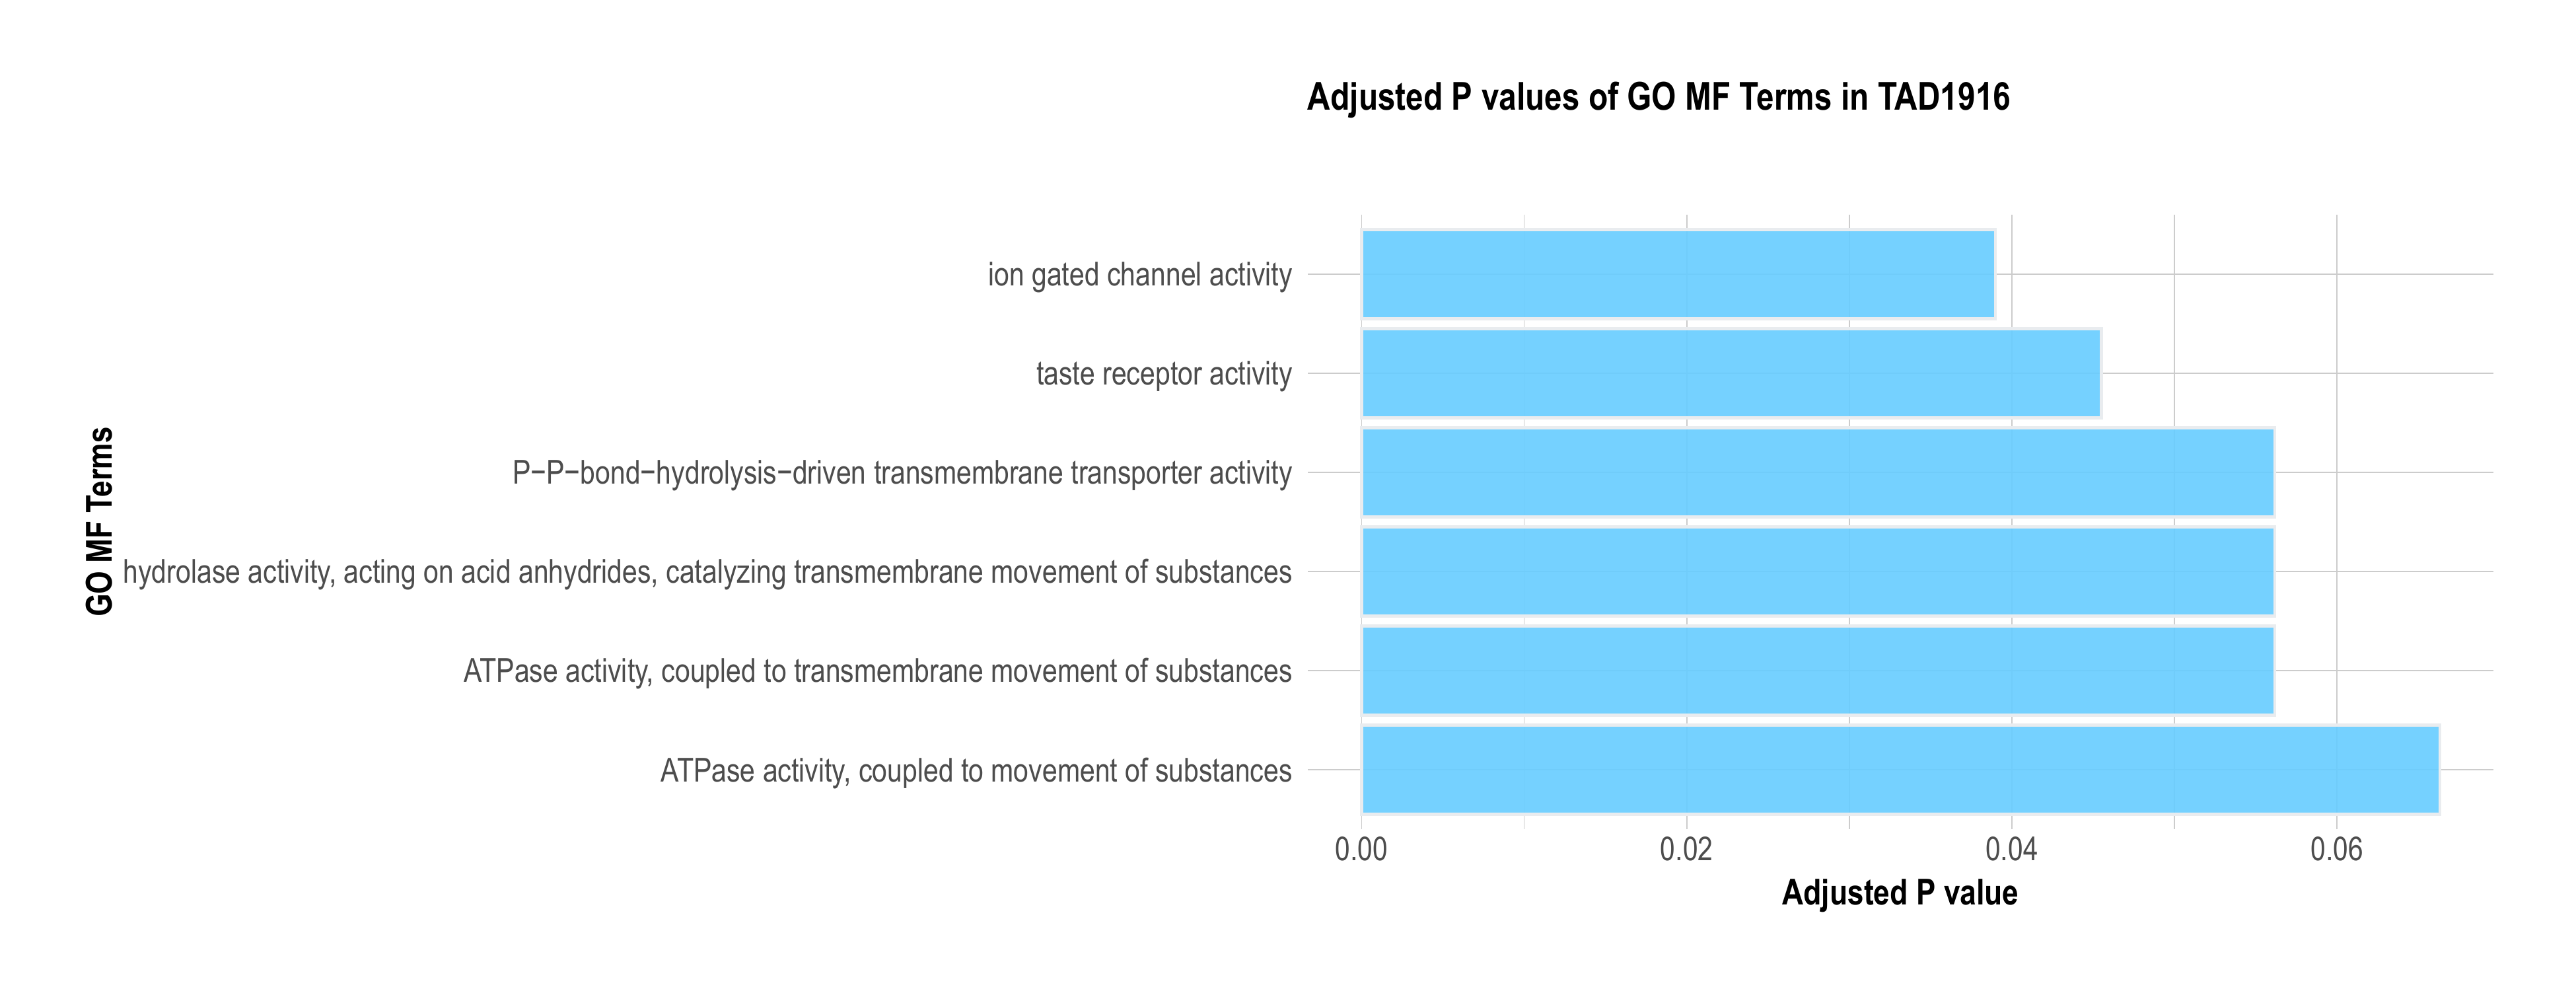 Adjusted P values of GO MF Terms in TAD1916
GO MF Terms
ion gated channel activity
taste receptor activity
P−P−bond−hydrolysis−driven transmembrane transporter activity
hydrolase activity, acting on acid anhydrides, catalyzing transmembrane movement of substances
ATPase activity, coupled to transmembrane movement of substances
ATPase activity, coupled to movement of substances
0.00 0.02 0.04 0.06
Adjusted P value